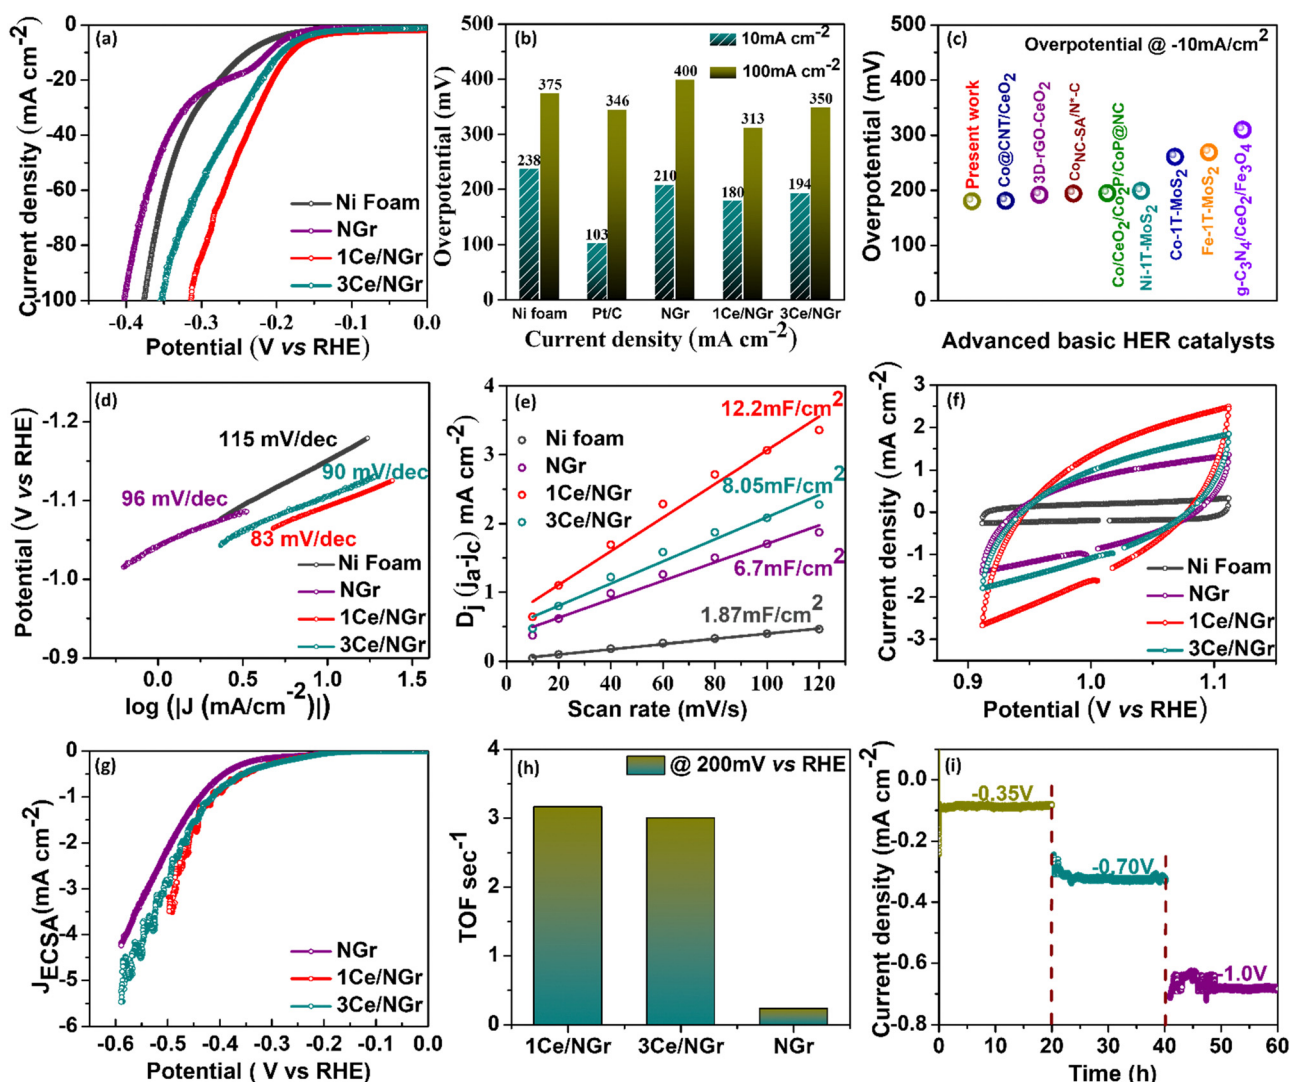 (a)
0
-20
-40
-60
-80
-100
Current density (mA cm-2)
Ni Foam
NGr
1Ce/NGr
3Ce/NGr
-0.4 -0.3 -0.2 -0.1 0.0
Potential (V vs RHE)
(b)
10mA cm-2
100mA cm-2
500
400
300
200
100
0
Overpotential (mV)
375 346 400 313 350
238 103 210 180 194
Ni foam Pt/C NGr 1Ce/NGr 3Ce/NGr
Current density (mA cm-2)
(c)
Overpotential @ -10mA/cm2
500
400
300
200
100
0
Overpotential (mV)
Present work
Co@CNT/CeO2
3D-rGO-CeO2
CoNC-SA/N*-C
Co/CeO2/Co2P/CoP@NC
Ni-1T-MoS2
Co-1T-MoS2
Fe-1T-MoS2
g-C3N4/CeO2/Fe3O4
Advanced basic HER catalysts
(d)
-1.2
-1.1
-1.0
-0.9
Potential (V vs RHE)
115 mV/dec
90 mV/dec
96 mV/dec
83 mV/dec
Ni Foam
NGr
1Ce/NGr
3Ce/NGr
0.0 0.5 1.0 1.5
log (|J (mA/cm-2)|)
(e)
4
3
2
1
0
Dj (ja-jc) mA cm-2
Ni foam
NGr
1Ce/NGr
3Ce/NGr
12.2mF/cm2
8.05mF/cm2
6.7mF/cm2
1.87mF/cm2
0 20 40 60 80 100 120
Scan rate (mV/s)
(f)
3
2
1
0
-1
-2
-3
Current density (mA cm-2)
Ni Foam
NGr
1Ce/NGr
3Ce/NGr
0.9 1.0 1.1
Potential (V vs RHE)
(g)
0
-1
-2
-3
-4
-5
-6
JECSA(mA cm-2)
NGr
1Ce/NGr
3Ce/NGr
-0.6 -0.5 -0.4 -0.3 -0.2 -0.1 -0.0
Potential ( V vs RHE)
(h)
@ 200mV vs RHE
4
3
2
1
0
TOF sec-1
1Ce/NGr 3Ce/NGr NGr
(i)
0.0
-0.2
-0.4
-0.6
-0.8
Current density (mA cm-2)
-0.35V
-0.70V
-1.0V
0 10 20 30 40 50 60
Time (h)